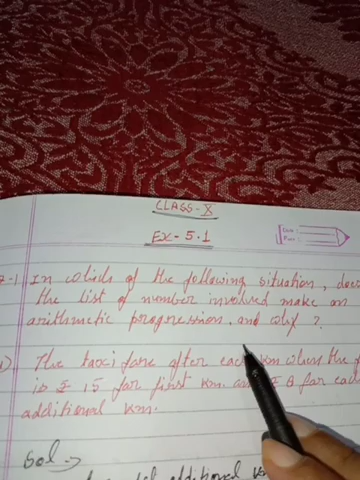 CLASS-X
EX-5.1
Date:
In which of the following situation, does
the list of number involved make an
arithmetic progression, and why?
The taxi fare after each km when the
is ₹ 15 for first km. and ₹ 8 for each
additional km.
Sol →
additional